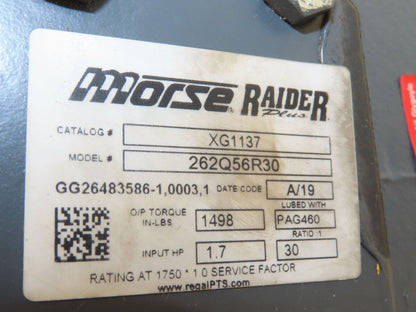 morse RAIDER Plus
CATALOG # XG1137
MODEL # 262Q56R30
GG26483586-1,0003,1 DATE CODE A/19
LUBED WITH
O/P TORQUE IN-LBS 1498 PAG460
RATIO :1
INPUT HP 1.7 30
RATING AT 1750 * 1.0 SERVICE FACTOR
www.regalPTS.com